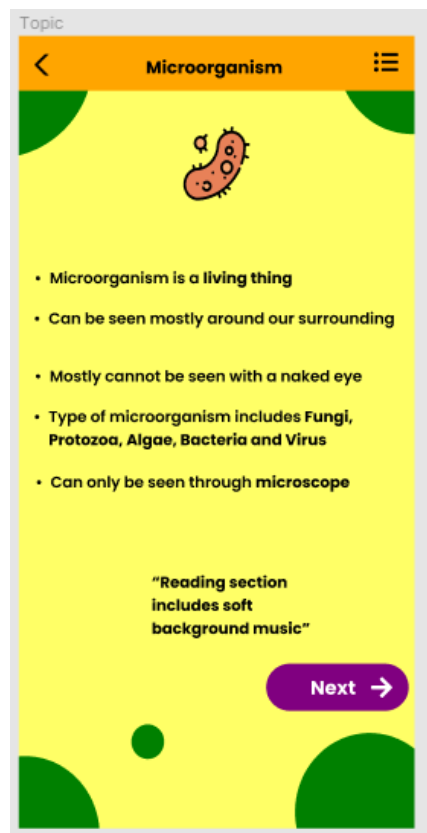 Topic
Microorganism
• Microorganism is a living thing
• Can be seen mostly around our surrounding
• Mostly cannot be seen with a naked eye
• Type of microorganism includes Fungi,
Protozoa, Algae, Bacteria and Virus
• Can only be seen through microscope
“Reading section
includes soft
background music”
Next